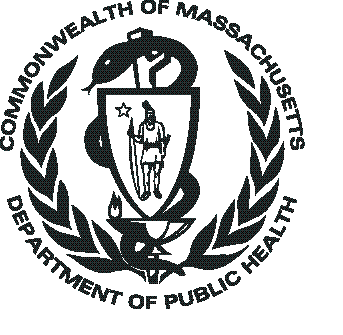 COMMONWEALTH OF MASSACHUSETTS
DEPARTMENT OF PUBLIC HEALTH